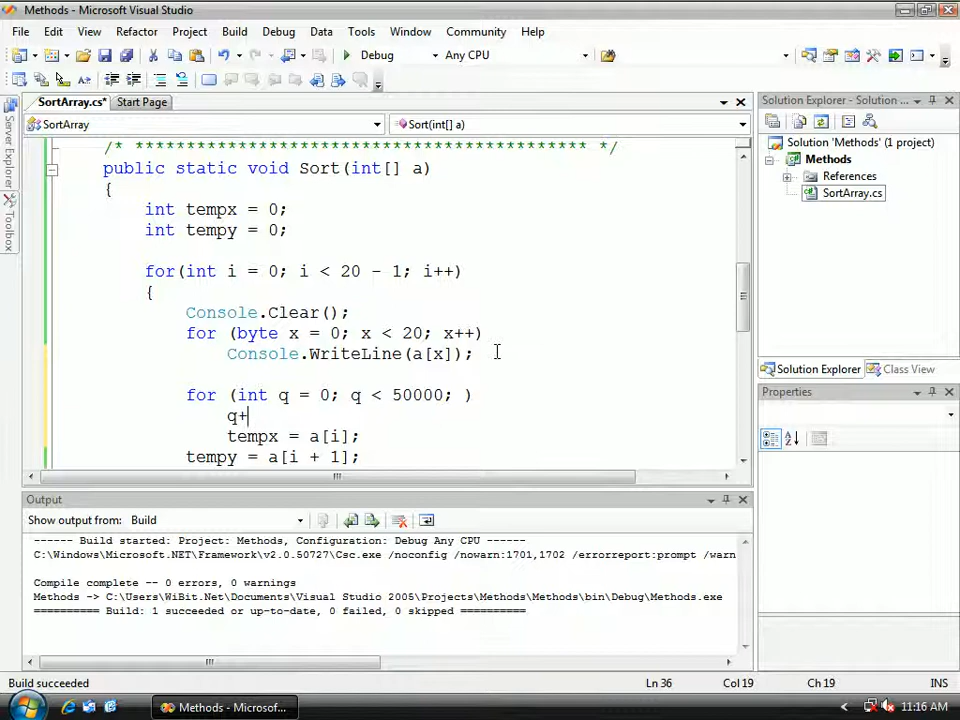 Methods - Microsoft Visual Studio
File Edit View Refactor Project Build Debug Data Tools Window Community Help
Debug Any CPU
SortArray.cs* Start Page
SortArray Sort(int[] a)
/* ******************************************** */
public static void Sort(int[] a)
{
int tempx = 0;
int tempy = 0;
for(int i = 0; i < 20 - 1; i++)
{
Console.Clear();
for (byte x = 0; x < 20; x++)
Console.WriteLine(a[x]);
for (int q = 0; q < 50000; )
q+
tempx = a[i];
tempy = a[i + 1];
Server Explorer
Toolbox
Solution Explorer - Solution ...
Solution 'Methods' (1 project)
Methods
References
SortArray.cs
Solution Explorer Class View
Properties
Output
Show output from: Build
------ Build started: Project: Methods, Configuration: Debug Any CPU ------
C:\Windows\Microsoft.NET\Framework\v2.0.50727\Csc.exe /noconfig /nowarn:1701,1702 /errorreport:prompt /warn
Compile complete -- 0 errors, 0 warnings
Methods -> C:\Users\WiBit.Net\Documents\Visual Studio 2005\Projects\Methods\Methods\bin\Debug\Methods.exe
========== Build: 1 succeeded or up-to-date, 0 failed, 0 skipped ==========
Build succeeded Ln 36 Col 19 Ch 19 INS
Methods - Microsof... 11:16 AM